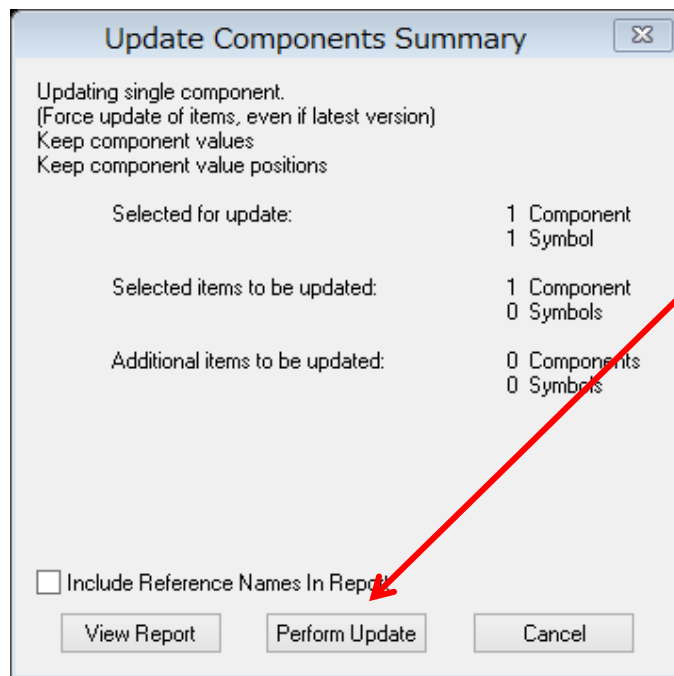 Update Components Summary
Updating single component.
(Force update of items, even if latest version)
Keep component values
Keep component value positions
Selected for update: 1 Component
1 Symbol
Selected items to be updated: 1 Component
0 Symbols
Additional items to be updated: 0 Components
0 Symbols
Include Reference Names In Report
View Report Perform Update Cancel